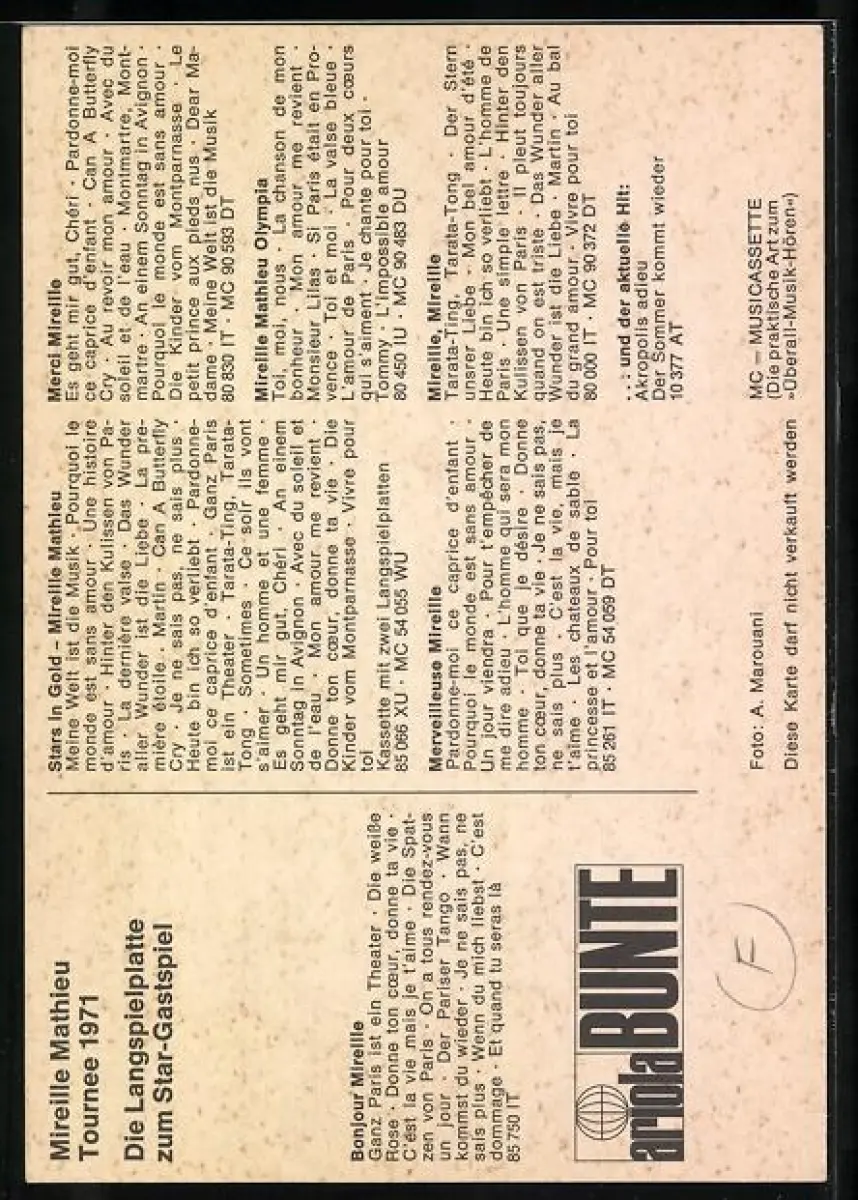 Mireille Mathieu
Tournee 1971
Die Langspielplatte
zum Star-Gastspiel
Bonjour Mireille
Ganz Paris ist ein Theater · Die weiße
Rose · Donne ton cœur, donne ta vie ·
C'ést la vie mais je t'aime · Die Spat-
zen von Paris · On a tous rendez-vous
un jour · Der Pariser Tango · Wann
kommst du wieder · Je ne sais pas, ne
sais plus · Wenn du mich liebst · C'est
dommage · Et quand tu seras là
85 750 IT
ariola BUNTE
F
Stars in Gold – Mireille Mathieu
Meine Welt ist die Musik · Pourquoi le
monde est sans amour · Une histoire
d'amour · Hinter den Kulissen von Pa-
ris · La dernière valse · Das Wunder
aller Wunder ist die Liebe · La pre-
mière étoile · Martin · Can A Butterfly
Cry · Je ne sais pas, ne sais plus ·
Heute bin ich so verliebt · Pardonne-
moi ce caprice d'enfant · Ganz Paris
ist ein Theater · Tarata-Ting, Tarata-
Tong · Sometimes · Ce soir ils vont
s'aimer · Un homme et une femme ·
Es geht mir gut, Chéri · An einem
Sonntag in Avignon · Avec du soleil et
de l'eau · Mon amour me revient ·
Donne ton cœur, donne ta vie · Die
Kinder vom Montparnasse · Vivre pour
toi
Kassette mit zwei Langspielplatten
85 066 XU · MC 54 055 WU
Merveilleuse Mireille
Pardonne-moi ce caprice d'enfant ·
Pourquoi le monde est sans amour ·
Un jour viendra · Pour t'empêcher de
me dire adieu · L'homme qui sera mon
homme · Toi que je désire · Donne
ton cœur, donne ta vie · Je ne sais pas,
ne sais plus · C'est la vie, mais je
t'aime · Les chateaux de sable · La
princesse et l'amour · Pour toi
85 261 IT · MC 54 059 DT
Foto: A. Marouani
Diese Karte darf nicht verkauft werden
Merci Mireille
Es geht mir gut, Chéri · Pardonne-moi
ce caprice d'enfant · Can A Butterfly
Cry · Au revoir mon amour · Avec du
soleil et de l'eau · Montmartre, Mont-
martre · An einem Sonntag in Avignon ·
Pourquoi le monde est sans amour ·
Die Kinder vom Montparnasse · Le
petit prince aux pieds nus · Dear Ma-
dame · Meine Welt ist die Musik
80 830 IT · MC 90 593 DT
Mireille Mathieu Olympia
Toi, moi, nous · La chanson de mon
bonheur · Mon amour me revient ·
Monsieur Lilas · Si Paris était en Pro-
vence · Toi et moi · La valse bleue ·
L'amour de Paris · Pour deux cœurs
qui s'aiment · Je chante pour toi ·
Tommy · L'impossible amour
80 450 IU · MC 90 483 DU
Mireille, Mireille
Tarata-Ting, Tarata-Tong · Der Stern
unsrer Liebe · Mon bel amour d'été ·
Heute bin ich so verliebt · L'homme de
Paris · Une simple lettre · Hinter den
Kulissen von Paris · Il pleut toujours
quand on est triste · Das Wunder aller
Wunder ist die Liebe · Martin · Au bal
du grand amour · Vivre pour toi
80 000 IT · MC 90 372 DT
...und der aktuelle Hit:
Akropolis adieu
Der Sommer kommt wieder
10 377 AT
MC – MUSICASSETTE
(Die praktische Art zum
»Überall-Musik-Hören«)